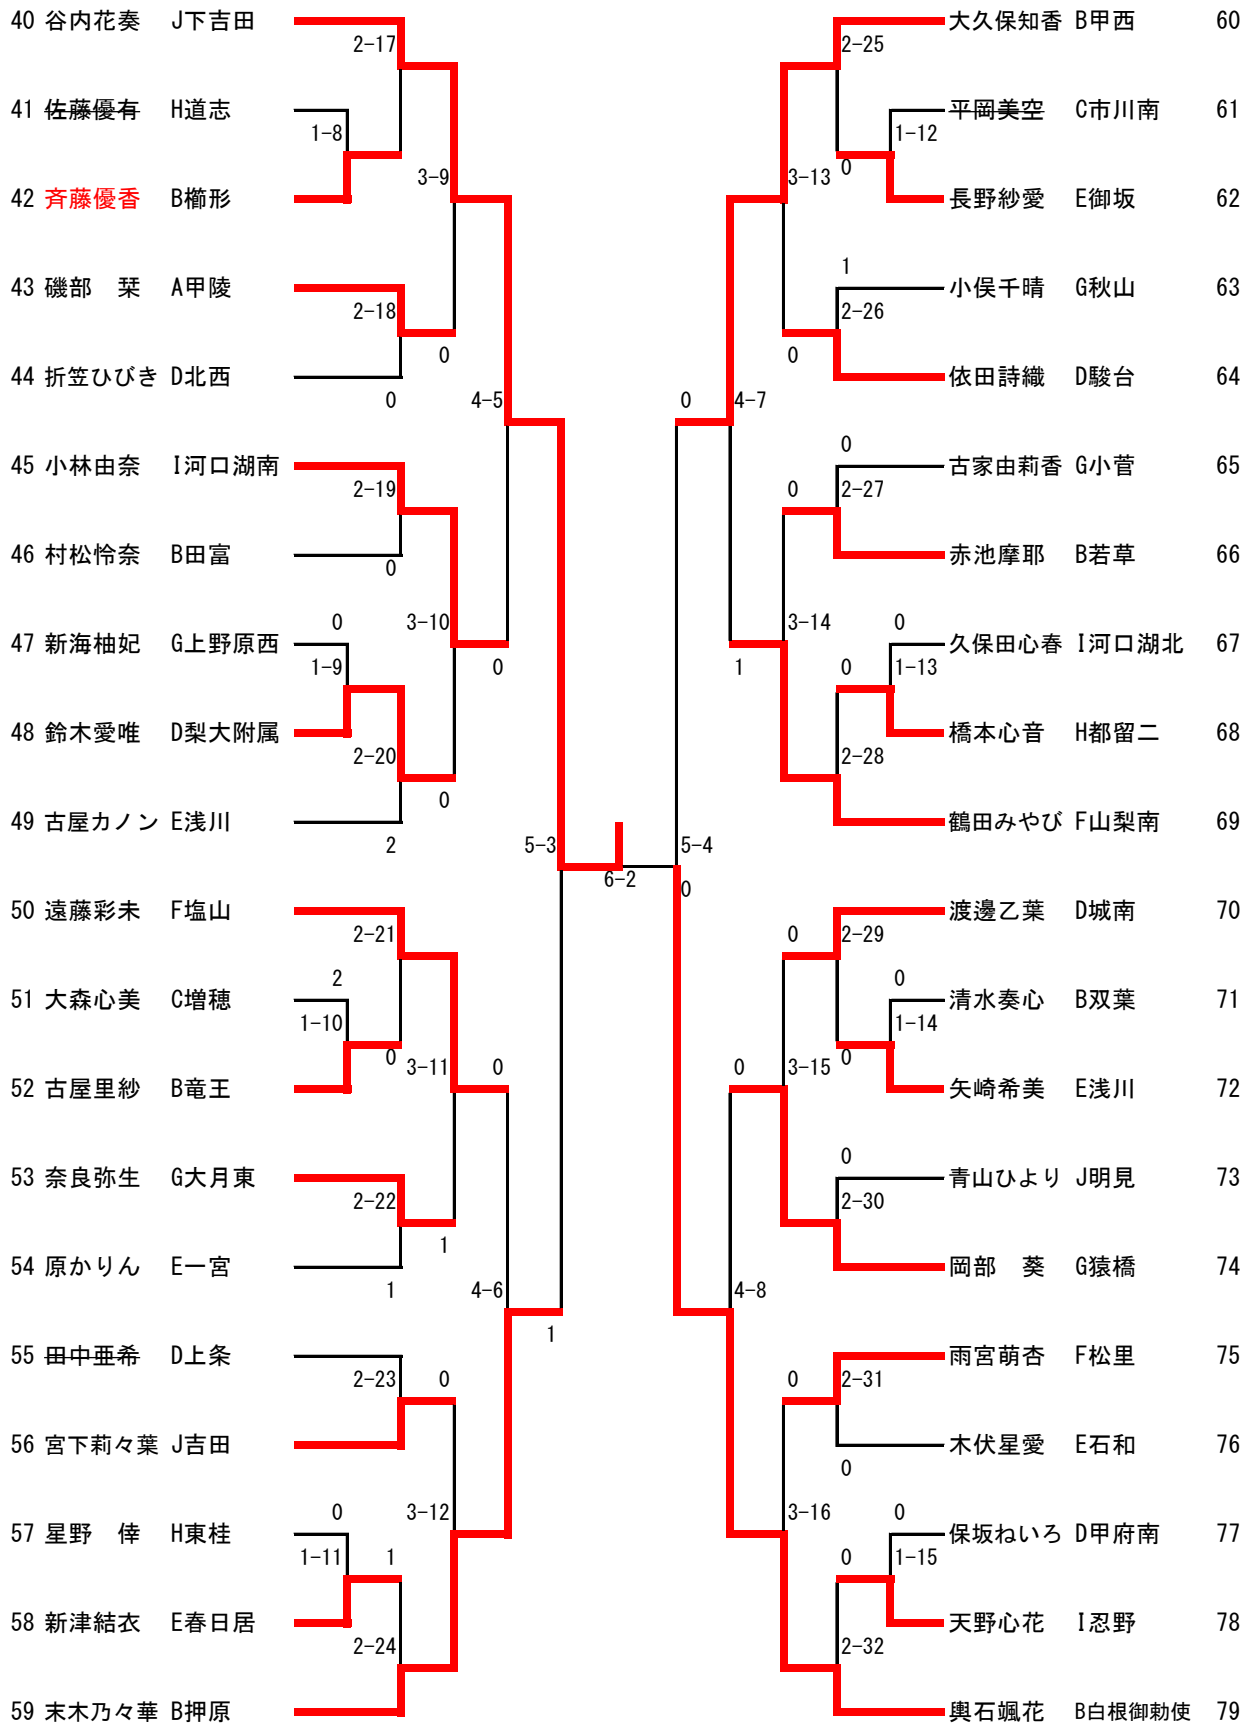 40 谷内花奏 J下吉田
2-17
41 佐藤優有 H道志
1-8
3-9
42 斉藤優香 B櫛形
43 磯部 栞 A甲陵
2-18
0
44 折笠ひびき D北西
0
4-5
45 小林由奈 I河口湖南
2-19
46 村松怜奈 B田富
0
0
3-10
47 新海柚妃 G上野原西
1-9
0
48 鈴木愛唯 D梨大附属
2-20
0
49 古屋カノン E浅川
2
5-3
6-2
50 遠藤彩未 F塩山
2-21
2
51 大森心美 C増穂
1-10
0
3-11
0
52 古屋里紗 B竜王
53 奈良弥生 G大月東
2-22
1
54 原かりん E一宮
1
4-6
1
55 田中亜希 D上条
2-23
0
56 宮下莉々葉 J吉田
0
3-12
57 星野 倖 H東桂
1-11
1
58 新津結衣 E春日居
2-24
59 末木乃々華 B押原
大久保知香 B甲西 60
2-25
平岡美空 C市川南 61
1-12
0
3-13
長野紗愛 E御坂 62
1
小俣千晴 G秋山 63
2-26
0
依田詩織 D駿台 64
0
4-7
0
古家由莉香 G小菅 65
0
2-27
赤池摩耶 B若草 66
3-14
0
久保田心春 I河口湖北 67
1
0
1-13
橋本心音 H都留二 68
2-28
鶴田みやび F山梨南 69
5-4
0
渡邊乙葉 D城南 70
0
2-29
0
清水奏心 B双葉 71
1-14
0
0
3-15
矢崎希美 E浅川 72
0
青山ひより J明見 73
2-30
岡部 葵 G猿橋 74
4-8
雨宮萌杏 F松里 75
0
2-31
木伏星愛 E石和 76
0
3-16
0
保坂ねいろ D甲府南 77
0
1-15
天野心花 I忍野 78
2-32
輿石颯花 B白根御勅使 79